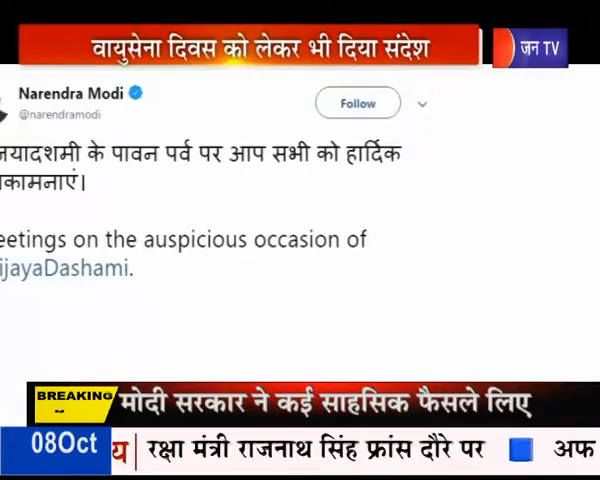 वायुसेना दिवस को लेकर भी दिया संदेश
जन TV
Narendra Modi
@narendramodi
Follow
जयादशमी के पावन पर्व पर आप सभी को हार्दिक
कामनाएं।
eetings on the auspicious occasion of
ijayaDashami.
BREAKING
मोदी सरकार ने कई साहसिक फैसले लिए
08Oct
य रक्षा मंत्री राजनाथ सिंह फ्रांस दौरे पर अफ